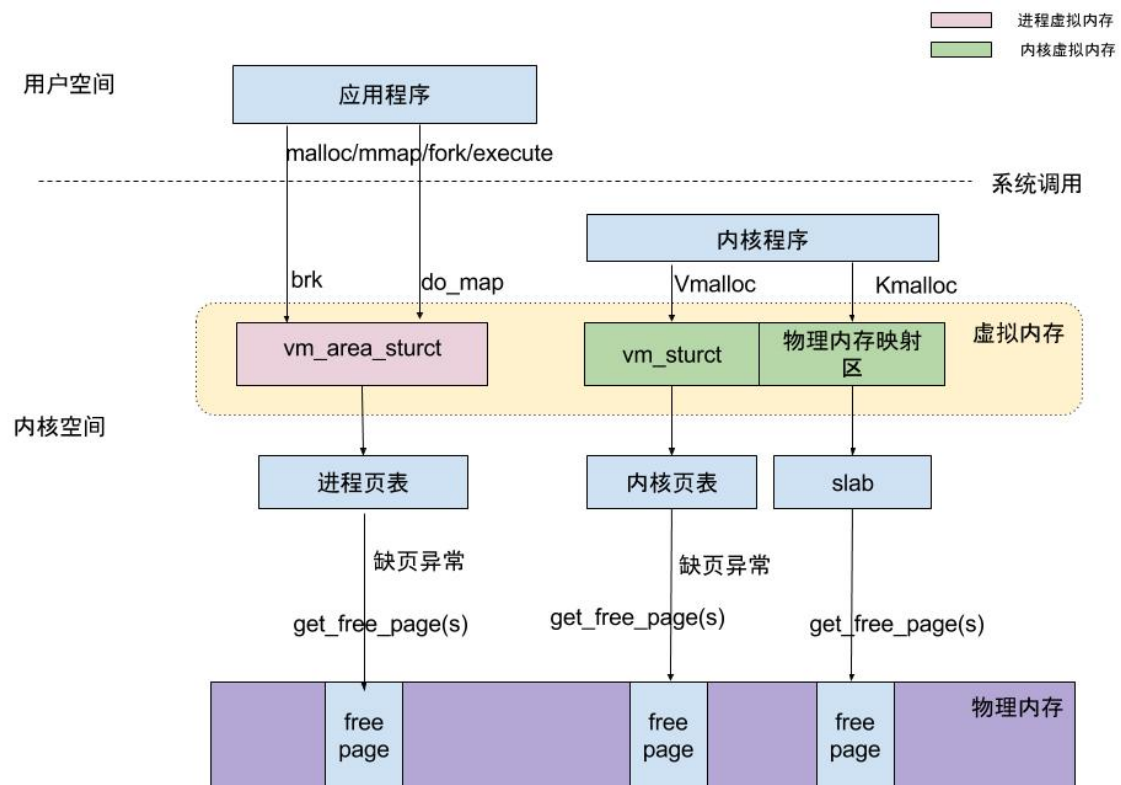 进程虚拟内存
内核虚拟内存
用户空间
应用程序
malloc/mmap/fork/execute
系统调用
内核程序
brk
do_map
Vmalloc
Kmalloc
虚拟内存
vm_area_sturct
vm_sturct
物理内存映射
区
内核空间
进程页表
内核页表
slab
缺页异常
缺页异常
get_free_page(s)
get_free_page(s)
get_free_page(s)
物理内存
free
page
free
page
free
page